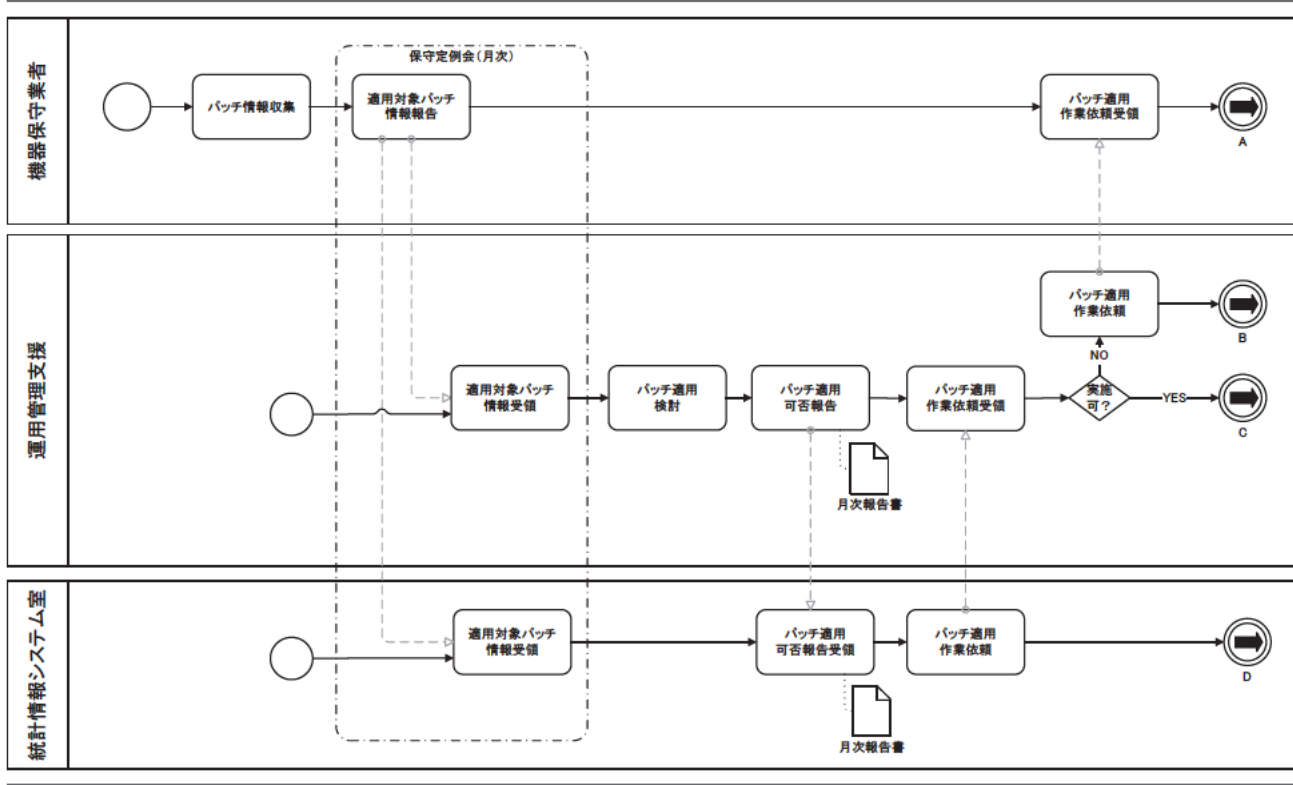 機器保守業者
保守定例会(月次)
パッチ情報収集
適用対象パッチ
情報報告
パッチ適用
作業依頼受領
A
運用管理支援
パッチ適用
作業依頼
B
NO
適用対象パッチ
情報受領
パッチ適用
検討
パッチ適用
可否報告
パッチ適用
作業依頼受領
実施
可?
YES
C
月次報告書
統計情報システム室
適用対象パッチ
情報受領
パッチ適用
可否報告受領
パッチ適用
作業依頼
D
月次報告書